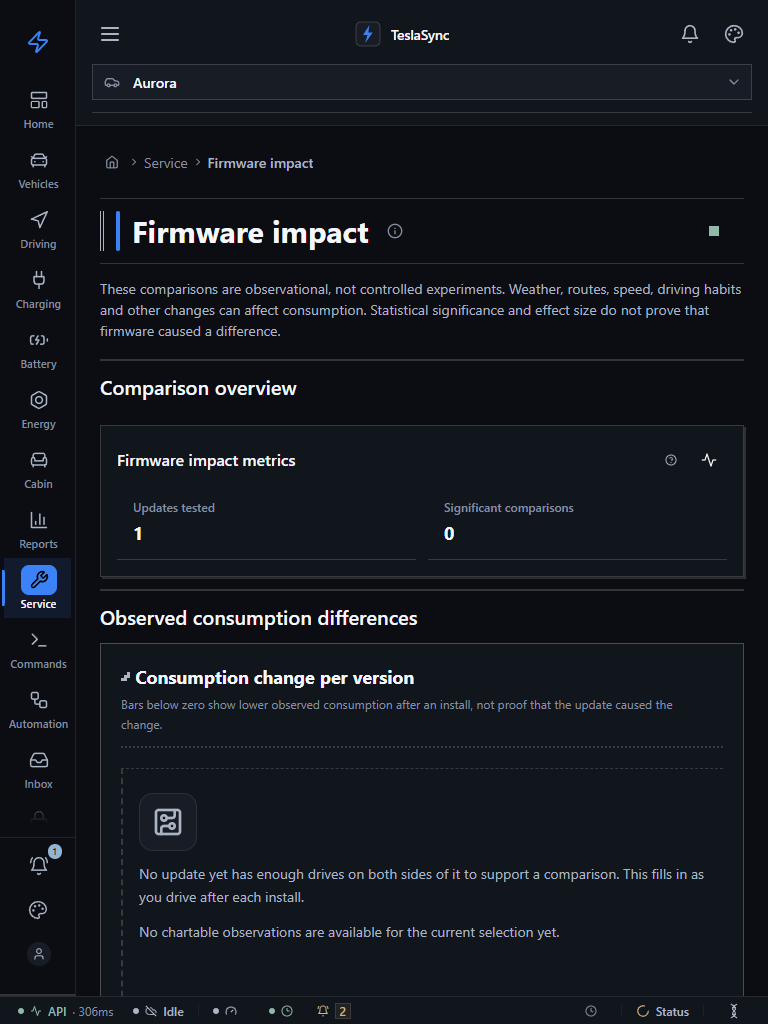 TeslaSync
Aurora
Home
Vehicles
Driving
Charging
Battery
Energy
Cabin
Reports
Service
Commands
Automation
Inbox
1
Service
Firmware impact
Firmware impact
These comparisons are observational, not controlled experiments. Weather, routes, speed, driving habits
and other changes can affect consumption. Statistical significance and effect size do not prove that
firmware caused a difference.
Comparison overview
Firmware impact metrics
Updates tested
1
Significant comparisons
0
Observed consumption differences
Consumption change per version
Bars below zero show lower observed consumption after an install, not proof that the update caused the
change.
No update yet has enough drives on both sides of it to support a comparison. This fills in as
you drive after each install.
No chartable observations are available for the current selection yet.
API · 306ms
Idle
2
Status